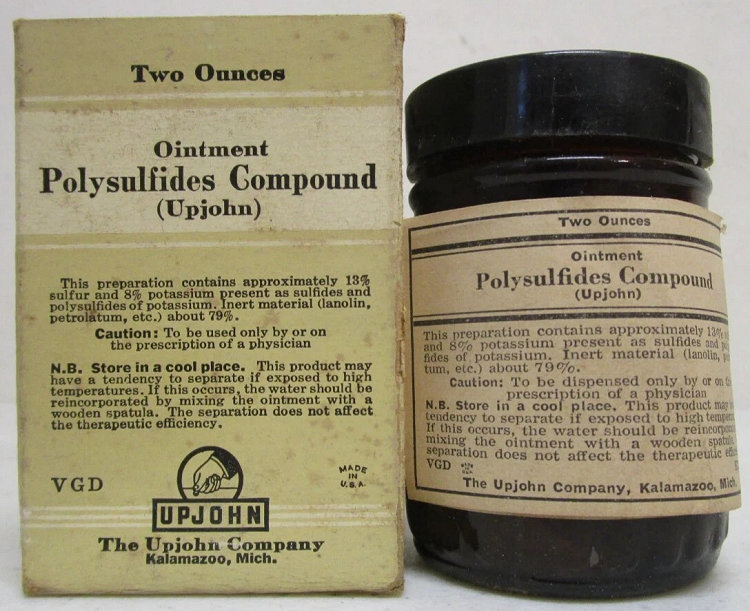 Two Ounces
Ointment
Polysulfides Compound
(Upjohn)
This preparation contains approximately 13%
sulfur and 8% potassium present as sulfides and
polysulfides of potassium. Inert material (lanolin,
petrolatum, etc.) about 79%.
Caution: To be used only by or on
the prescription of a physician
N.B. Store in a cool place. This product may
have a tendency to separate if exposed to high
temperatures. If this occurs, the water should be
reincorporated by mixing the ointment with a
wooden spatula. The separation does not affect
the therapeutic efficiency.
VGD
MADE
IN
U.S.A.
UPJOHN
The Upjohn Company
Kalamazoo, Mich.
Two Ounces
Ointment
Polysulfides Compound
(Upjohn)
This preparation contains approximately 13%
and 8% potassium present as sulfides and
fides of potassium. Inert material (lanolin,
tum, etc.) about 79%.
Caution: To be dispensed only by or on
prescription of a physician
N.B. Store in a cool place. This product may
tendency to separate if exposed to high
If this occurs, the water should be
mixing the ointment with a wooden spatula.
separation does not affect the therapeutic
VGD
The Upjohn Company, Kalamazoo, Mich.